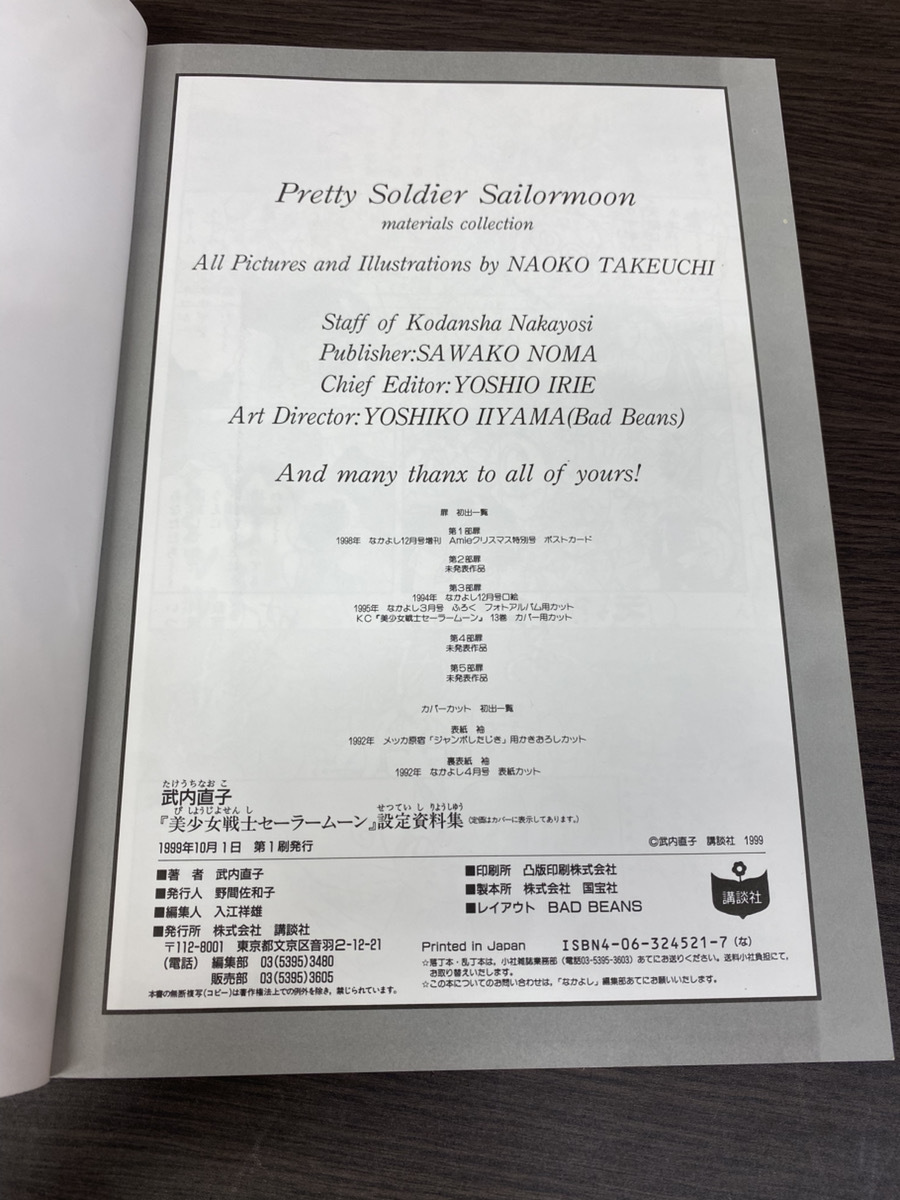 Pretty Soldier Sailormoon
materials collection
All Pictures and Illustrations by NAOKO TAKEUCHI
Staff of Kodansha Nakayosi
Publisher:SAWAKO NOMA
Chief Editor:YOSHIO IRIE
Art Director:YOSHIKO IIYAMA(Bad Beans)
And many thanx to all of yours!
扉 初出一覧
第1部扉
1998年 なかよし12月号増刊 Amieクリスマス特別号 ポストカード
第2部扉
未発表作品
第3部扉
1994年 なかよし12月号口絵
1995年 なかよし3月号 ふろく フォトアルバム用カット
KC『美少女戦士セーラームーン』 13巻 カバー用カット
第4部扉
未発表作品
第5部扉
未発表作品
カバーカット 初出一覧
表紙 袖
1992年 メッカ原宿「ジャンボしたじき」用かきおろしカット
裏表紙 袖
1992年 なかよし4月号 表紙カット
たけうちなおこ
武内直子
びしょうじょせんし せっていしりょうしゅう
『美少女戦士セーラームーン』設定資料集(定価はカバーに表示してあります。)
1999年10月1日 第1刷発行 ©武内直子 講談社 1999
■著 者 武内直子
■発行人 野間佐和子
■編集人 入江祥雄
■発行所 株式会社 講談社
〒112-8001 東京都文京区音羽2-12-21
(電話) 編集部 03(5395)3480
販売部 03(5395)3605
本書の無断複写(コピー)は著作権法上での例外を除き、禁じられています。
■印刷所 凸版印刷株式会社
■製本所 株式会社 国宝社
■レイアウト BAD BEANS
講談社
Printed in Japan ISBN4-06-324521-7 (な)
☆落丁本・乱丁本は、小社雑誌業務部(電話03-5395-3603)あてにお送りください。送料小社負担にて、
お取り替えいたします。
☆この本についてのお問い合わせは、「なかよし」編集部あてにお願いいたします。